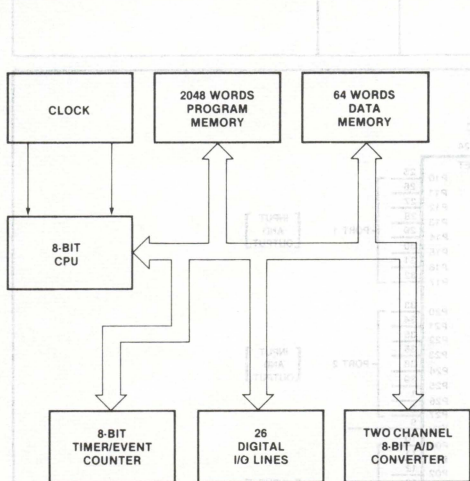 CLOCK
2048 WORDS
PROGRAM
MEMORY
64 WORDS
DATA
MEMORY
8-BIT
CPU
8-BIT
TIMER/EVENT
COUNTER
26
DIGITAL
I/O LINES
TWO CHANNEL
8-BIT A/D
CONVERTER